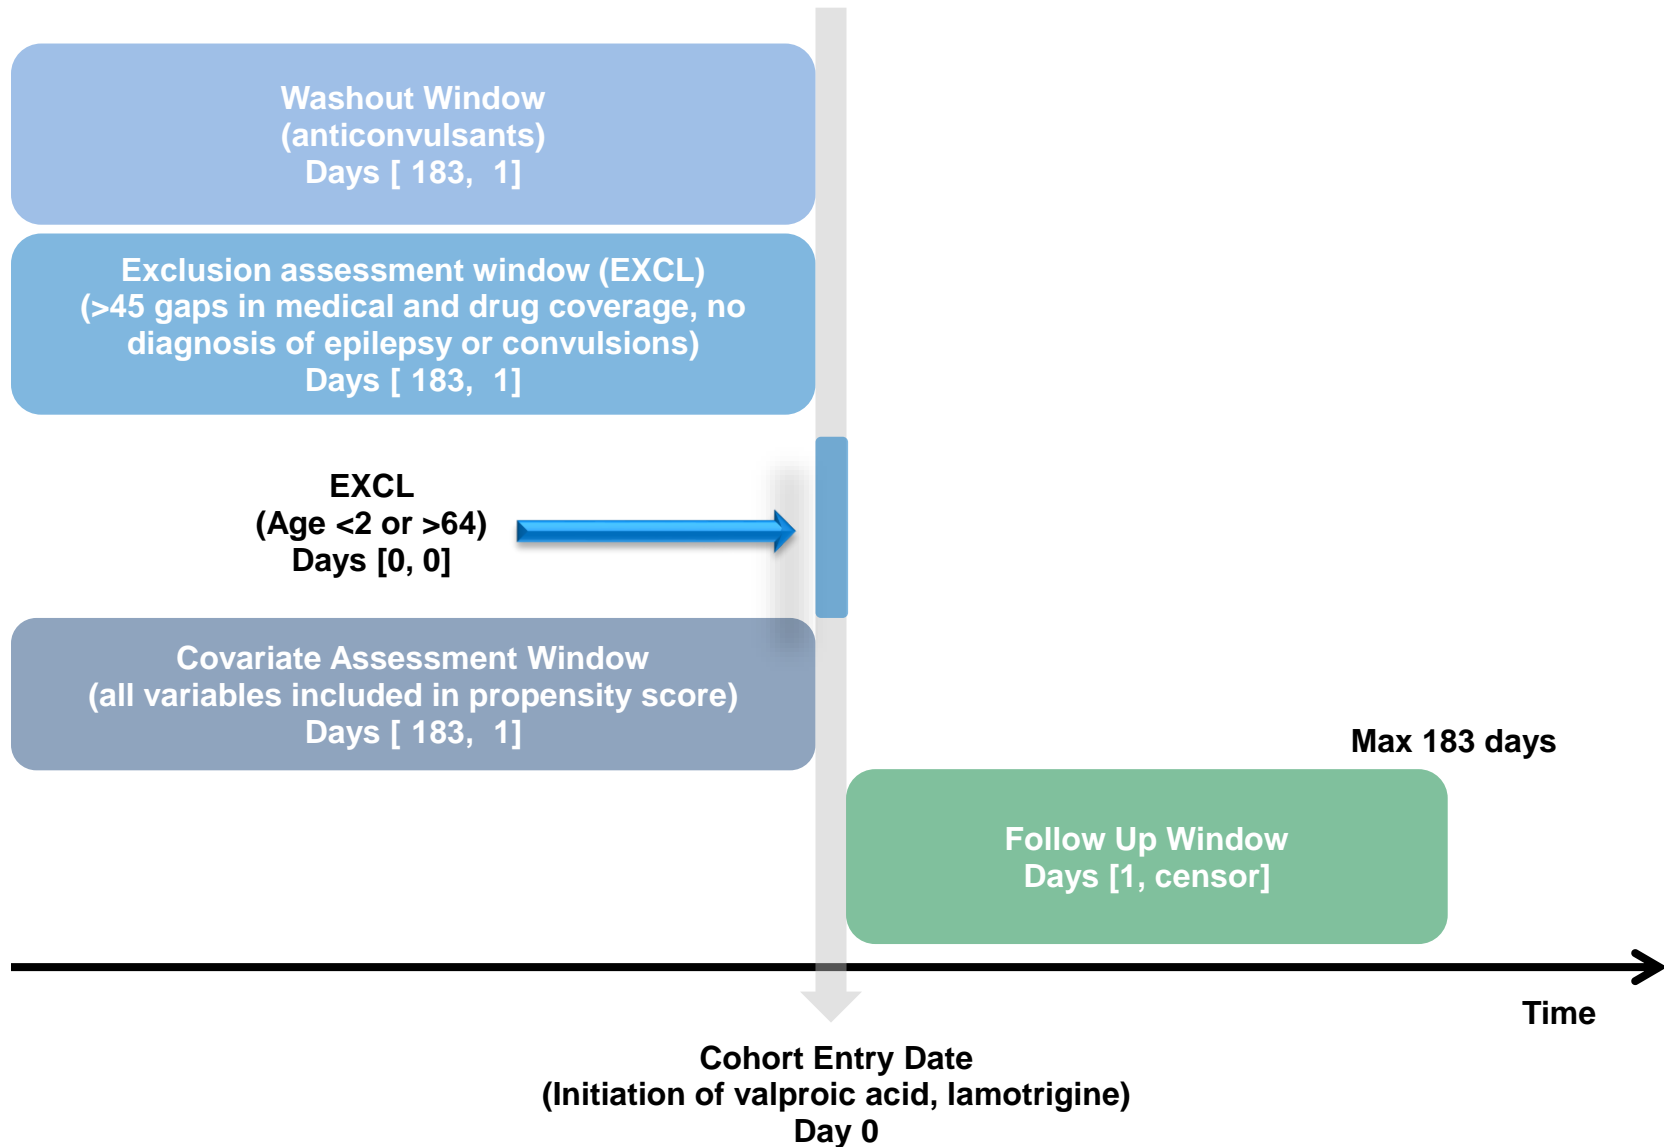 Washout Window
(anticonvulsants)
Days [ 183,  1]
Exclusion assessment window (EXCL)
(>45 gaps in medical and drug coverage, no
diagnosis of epilepsy or convulsions)
Days [ 183,  1]
EXCL
(Age <2 or >64)
Days [0, 0]
Covariate Assessment Window
(all variables included in propensity score)
Days [ 183,  1]
Max 183 days
Follow Up Window
Days [1, censor]
Time
Cohort Entry Date
(Initiation of valproic acid, lamotrigine)
Day 0